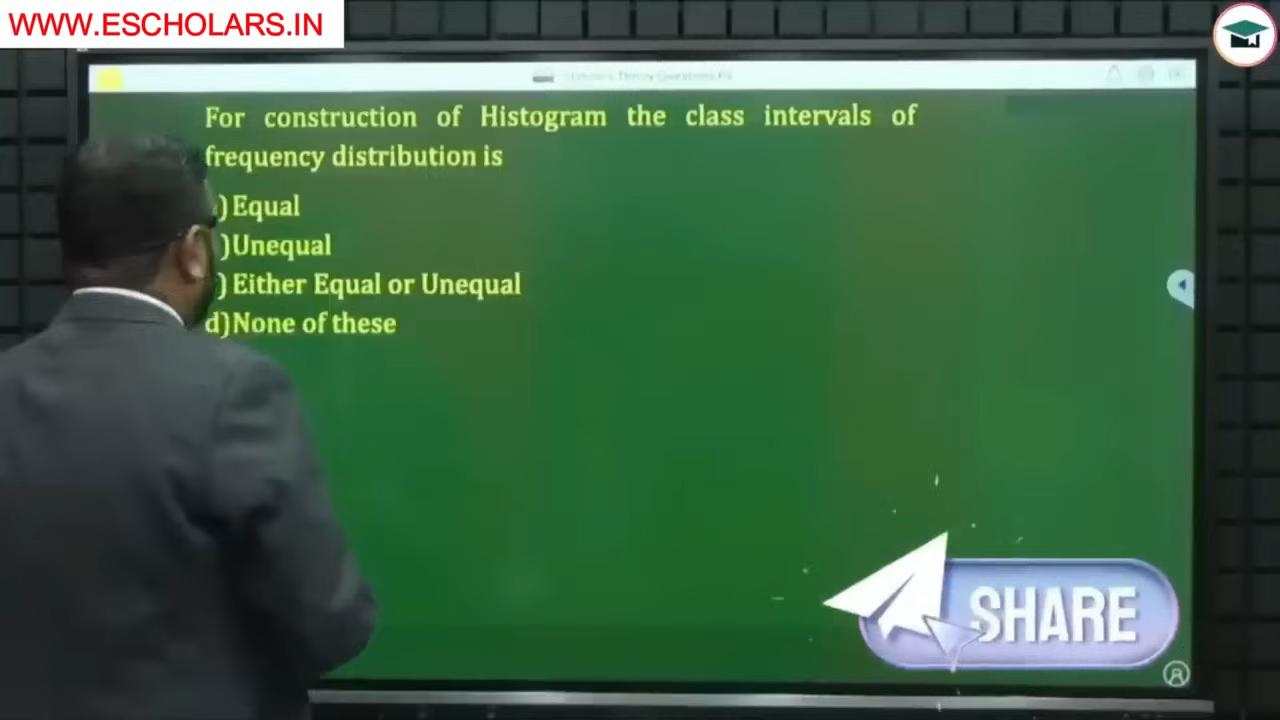 WWW.ESCHOLARS.IN
For construction of Histogram the class intervals of
frequency distribution is
)Equal
)Unequal
) Either Equal or Unequal
d)None of these
SHARE